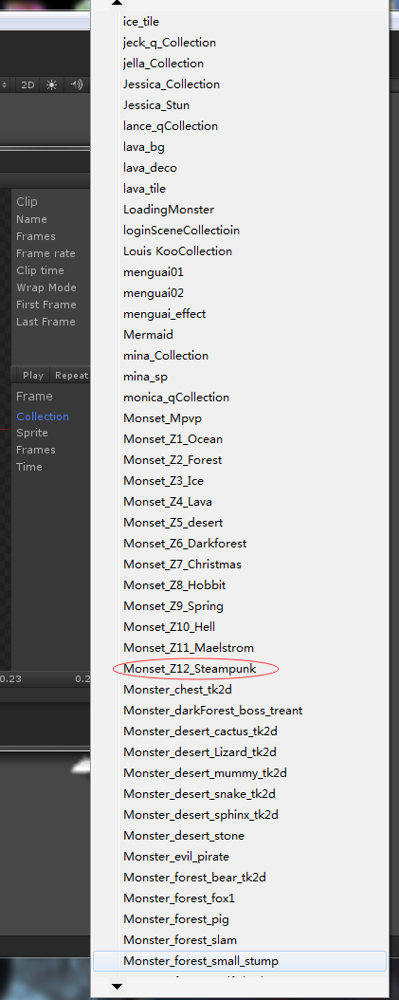 ice_tile
jeck_q_Collection
jella_Collection
Jessica_Collection
Jessica_Stun
lance_qCollection
lava_bg
lava_deco
lava_tile
LoadingMonster
loginSceneCollectioin
Louis KooCollection
menguai01
menguai02
menguai_effect
Mermaid
mina_Collection
mina_sp
monica_qCollection
Monset_Mpvp
Monset_Z1_Ocean
Monset_Z2_Forest
Monset_Z3_Ice
Monset_Z4_Lava
Monset_Z5_desert
Monset_Z6_Darkforest
Monset_Z7_Christmas
Monset_Z8_Hobbit
Monset_Z9_Spring
Monset_Z10_Hell
Monset_Z11_Maelstrom
Monset_Z12_Steampunk
Monster_chest_tk2d
Monster_darkForest_boss_treant
Monster_desert_cactus_tk2d
Monster_desert_Lizard_tk2d
Monster_desert_mummy_tk2d
Monster_desert_snake_tk2d
Monster_desert_sphinx_tk2d
Monster_desert_stone
Monster_evil_pirate
Monster_forest_bear_tk2d
Monster_forest_fox1
Monster_forest_pig
Monster_forest_slam
Monster_forest_small_stump
2D
Clip
Name
Frames
Frame rate
Clip time
Wrap Mode
First Frame
Last Frame
Play Repeat
Frame
Collection
Sprite
Frames
Time
0.23